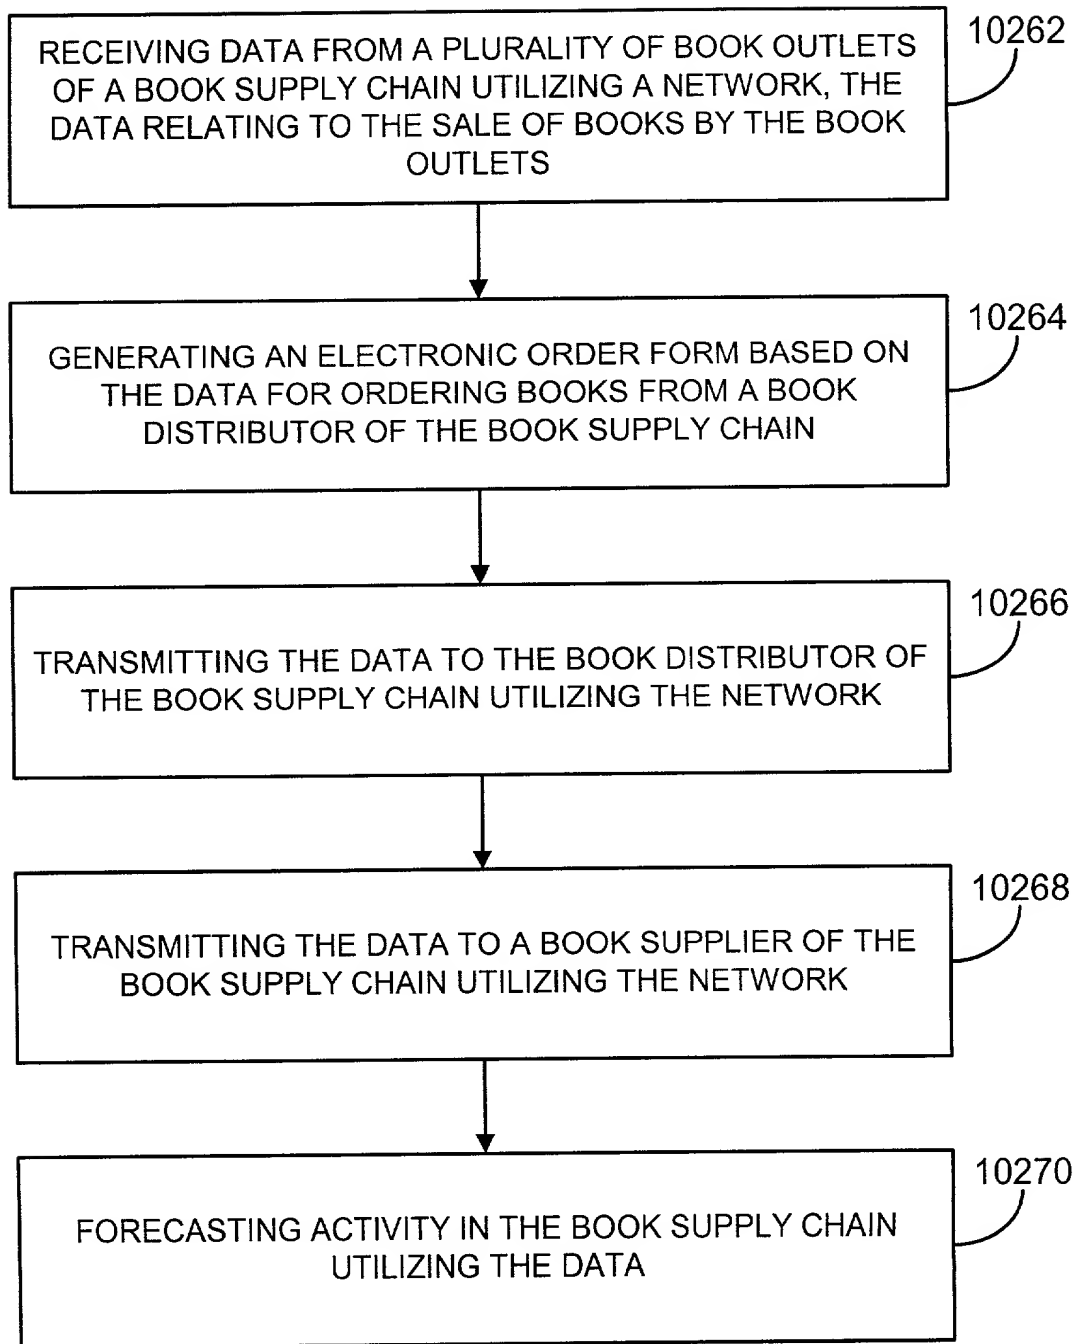 RECEIVING DATA FROM A PLURALITY OF BOOK OUTLETS
OF A BOOK SUPPLY CHAIN UTILIZING A NETWORK, THE
DATA RELATING TO THE SALE OF BOOKS BY THE BOOK
OUTLETS
10262
GENERATING AN ELECTRONIC ORDER FORM BASED ON
THE DATA FOR ORDERING BOOKS FROM A BOOK
DISTRIBUTOR OF THE BOOK SUPPLY CHAIN
10264
TRANSMITTING THE DATA TO THE BOOK DISTRIBUTOR OF
THE BOOK SUPPLY CHAIN UTILIZING THE NETWORK
10266
TRANSMITTING THE DATA TO A BOOK SUPPLIER OF THE
BOOK SUPPLY CHAIN UTILIZING THE NETWORK
10268
FORECASTING ACTIVITY IN THE BOOK SUPPLY CHAIN
UTILIZING THE DATA
10270